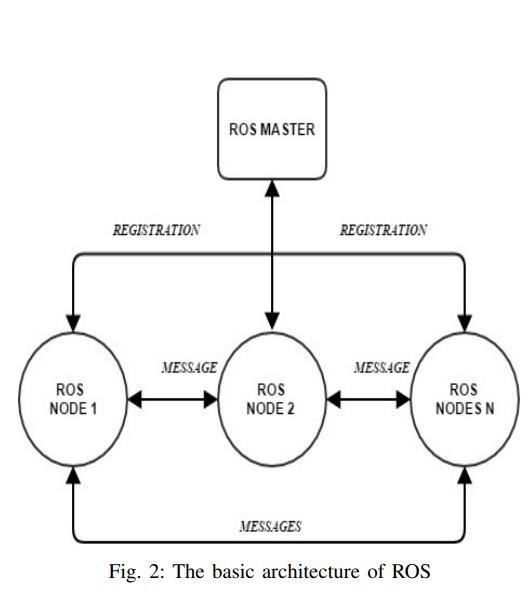 ROS MASTER
REGISTRATION
REGISTRATION
MESSAGE
MESSAGE
ROS
NODE 1
ROS
NODE 2
ROS
NODES N
MESSAGES
Fig. 2: The basic architecture of ROS